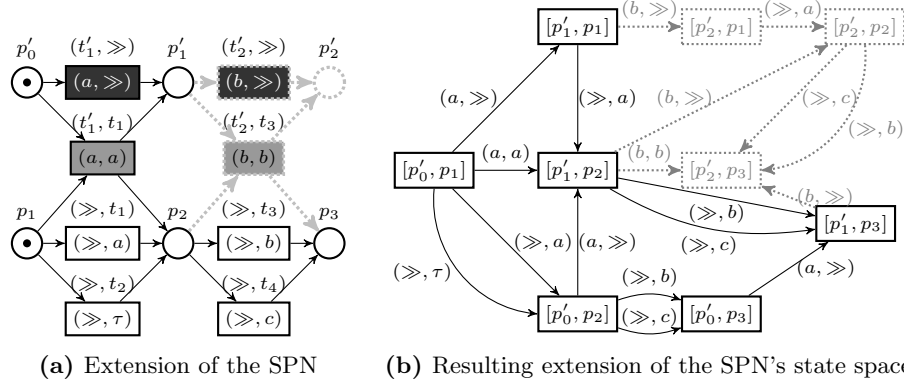 p′₀ (t′₁, ≫) p′₁ (t′₂, ≫) p′₂
(a, ≫) (b, ≫)
(t′₁, t₁) (t′₂, t₃)
(a, a) (b, b)
p₁ (≫, t₁) p₂ (≫, t₃) p₃
(≫, a) (≫, b)
(≫, t₂) (≫, t₄)
(≫, τ) (≫, c)
(a) Extension of the SPN
[p′₁, p₁] (b, ≫) [p′₂, p₁] (≫, a) [p′₂, p₂]
(a, ≫) (≫, a) (b, ≫) (≫, c) (≫, b)
[p′₀, p₁] (a, a) [p′₁, p₂] (b, b) [p′₂, p₃]
(b, ≫)
(≫, b) [p′₁, p₃]
(≫, τ) (≫, a) (a, ≫) (≫, c)
(≫, b) (a, ≫)
[p′₀, p₂] (≫, c) [p′₀, p₃]
(b) Resulting extension of the SPN's state space